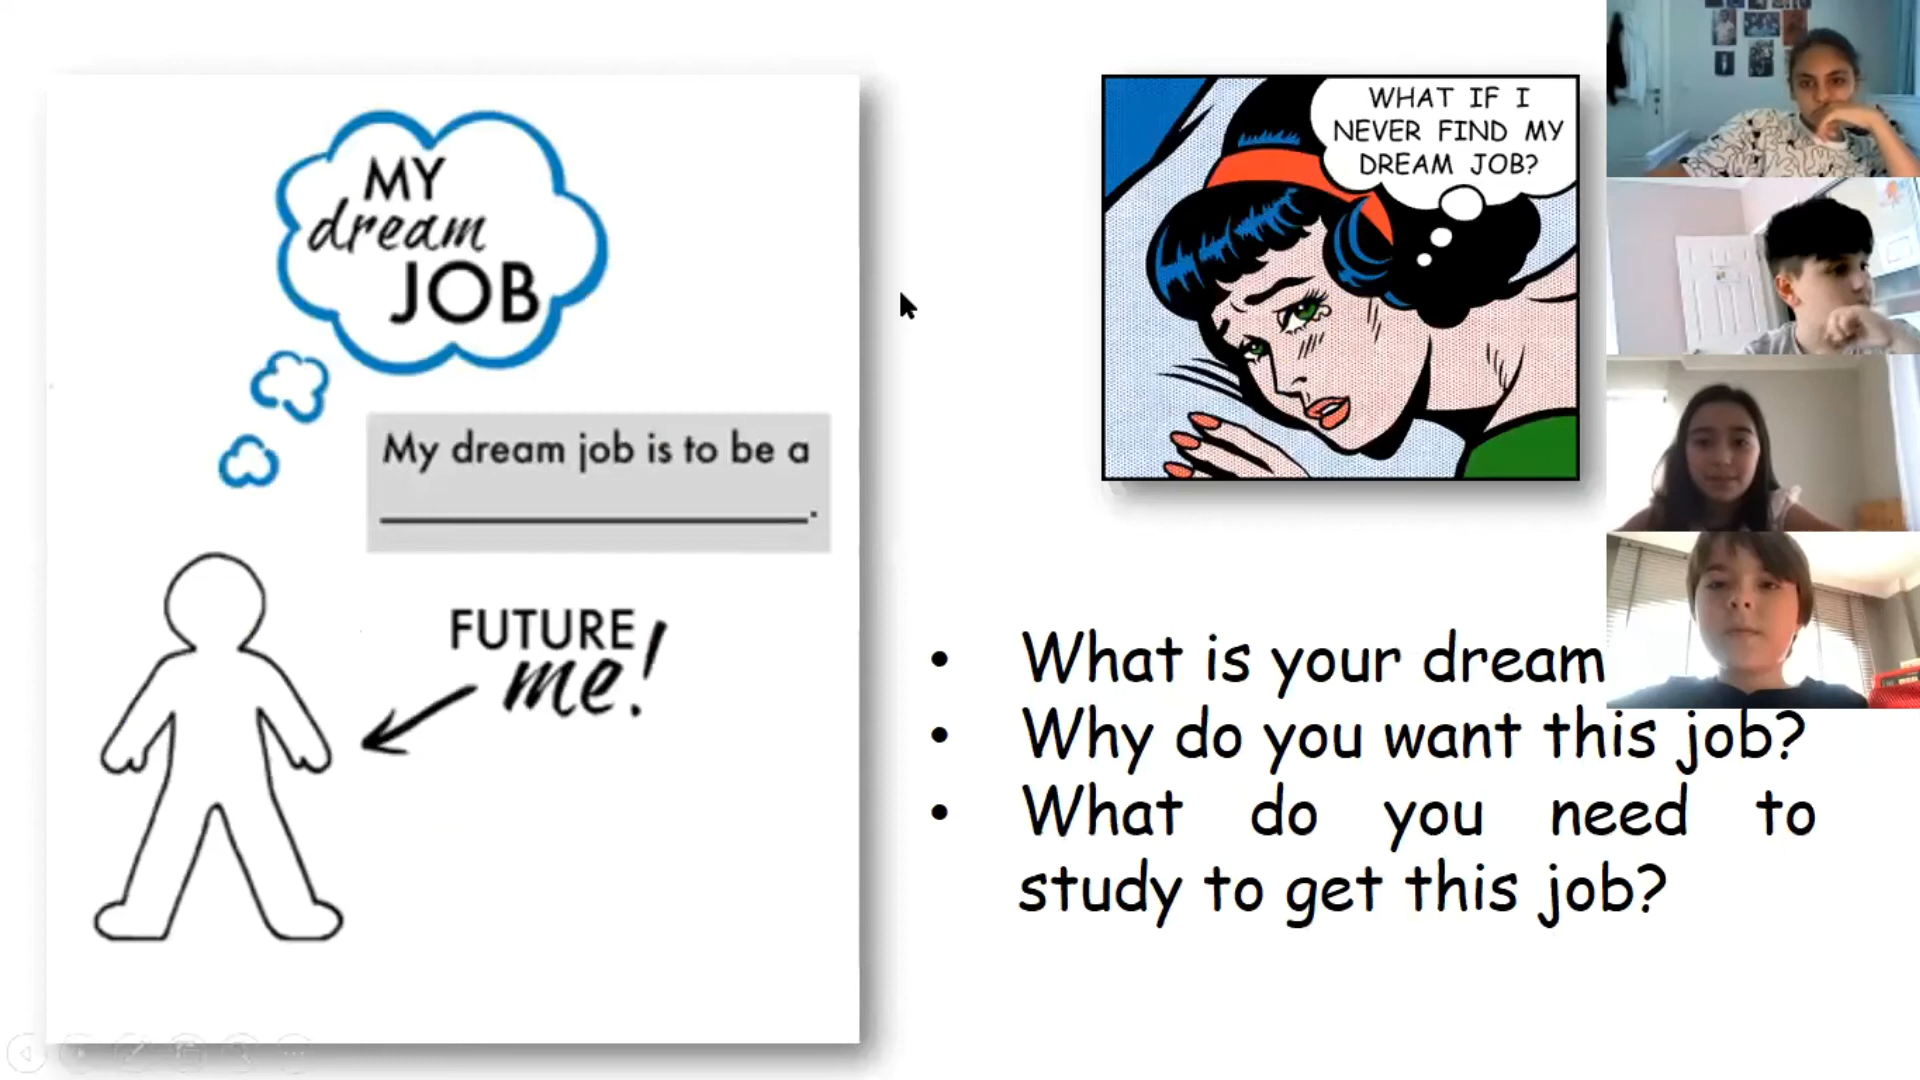 MY
dream
JOB
My dream job is to be a
____________________.
FUTURE
me!
WHAT IF I
NEVER FIND MY
DREAM JOB?
• What is your dream
• Why do you want this job?
• What do you need to
study to get this job?